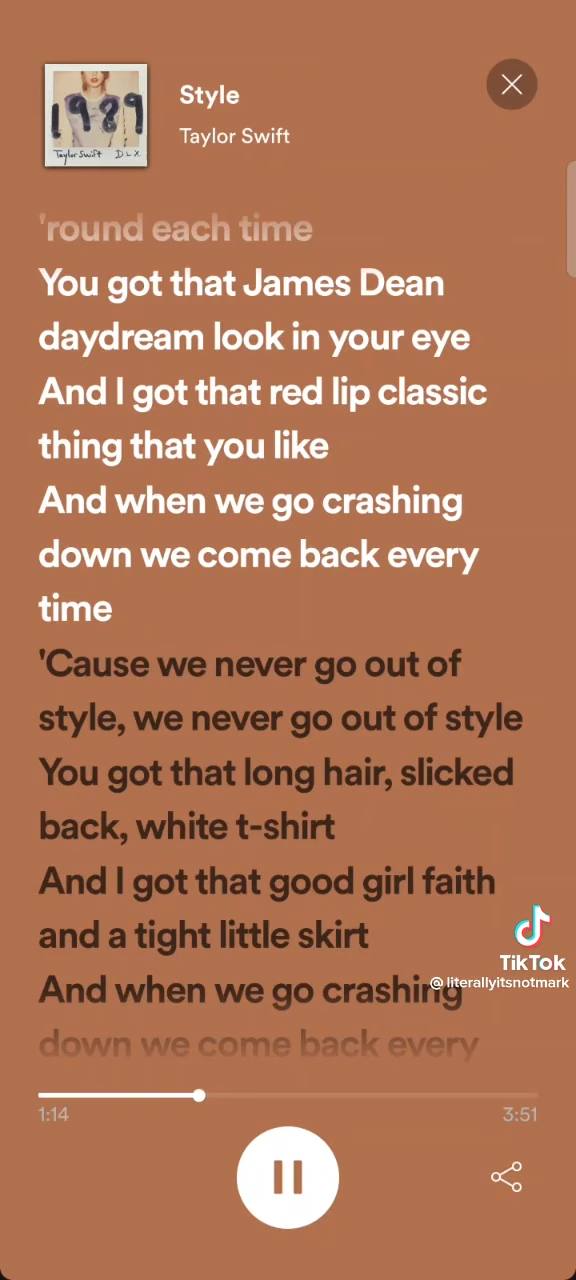 Style
Taylor Swift
1989
Taylor Swift D L X.
'round each time
You got that James Dean
daydream look in your eye
And I got that red lip classic
thing that you like
And when we go crashing
down we come back every
time
'Cause we never go out of
style, we never go out of style
You got that long hair, slicked
back, white t-shirt
And I got that good girl faith
and a tight little skirt
And when we go crashing
down we come back every
TikTok
@literallyitsnotmark
1:14
3:51